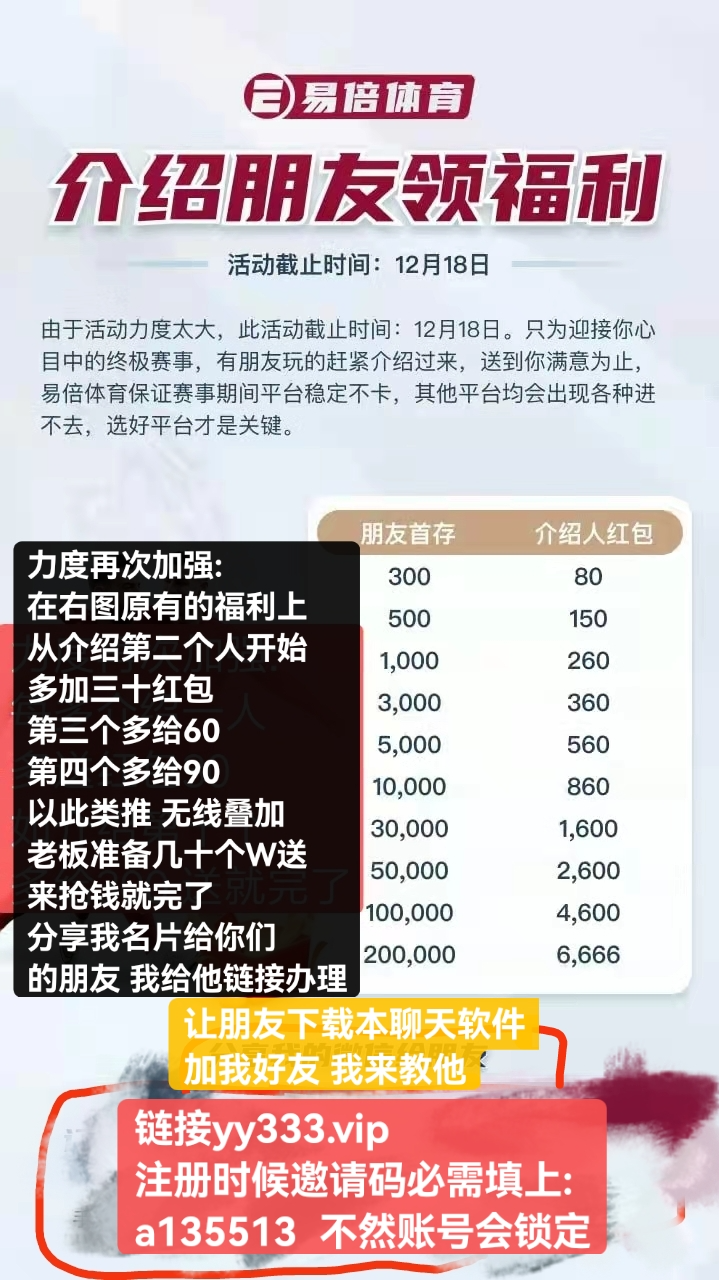 易倍体育
介绍朋友领福利
活动截止时间：12月18日
由于活动力度太大，此活动截止时间：12月18日。只为迎接你心
目中的终极赛事，有朋友玩的赶紧介绍过来，送到你满意为止，
易倍体育保证赛事期间平台稳定不卡，其他平台均会出现各种进
不去，选好平台才是关键。
朋友首存 介绍人红包
300 80
500 150
1,000 260
3,000 360
5,000 560
10,000 860
30,000 1,600
50,000 2,600
100,000 4,600
200,000 6,666
力度再次加强:
在右图原有的福利上
从介绍第二个人开始
多加三十红包
第三个多给60
第四个多给90
以此类推 无线叠加
老板准备几十个W送
来抢钱就完了
分享我名片给你们
的朋友 我给他链接办理
让朋友下载本聊天软件
加我好友 我来教他
链接yy333.vip
注册时候邀请码必需填上:
a135513 不然账号会锁定